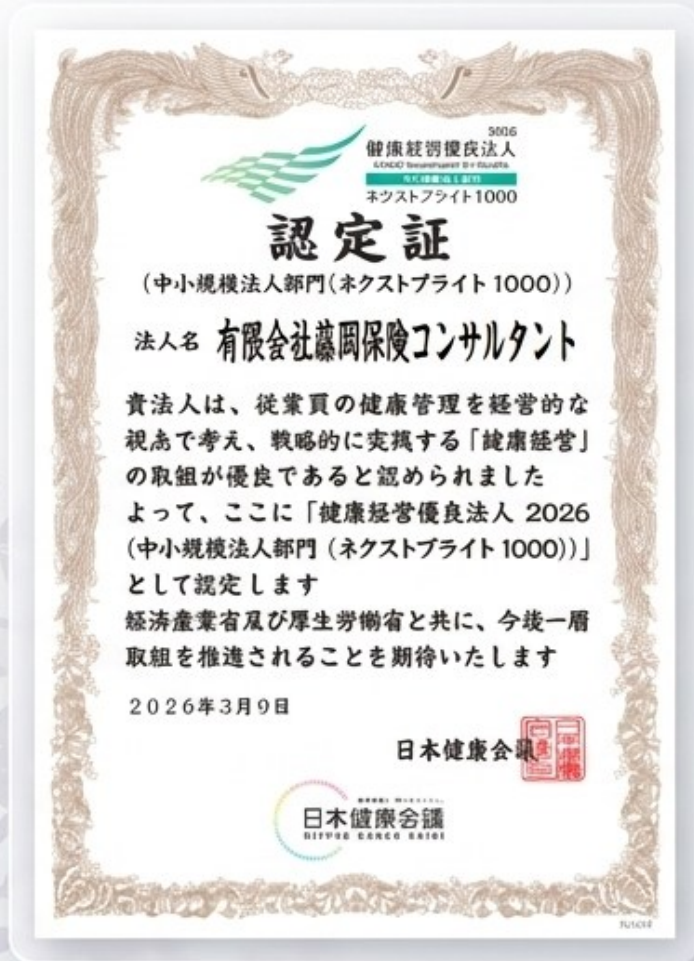 健康経営優良法人
ネクストブライト1000
認定証
(中小規模法人部門(ネクストブライト 1000))
法人名 有限会社藤岡保険コンサルタント
貴法人は、従業員の健康管理を経営的な
視点で考え、戦略的に実践する「健康経営」
の取組が優良であると認められました
よって、ここに「健康経営優良法人 2026
(中小規模法人部門 (ネクストブライト 1000))」
として認定します
経済産業省及び厚生労働省と共に、今後一層
取組を推進されることを期待いたします
2026年3月9日
日本健康会議
日本健康会議